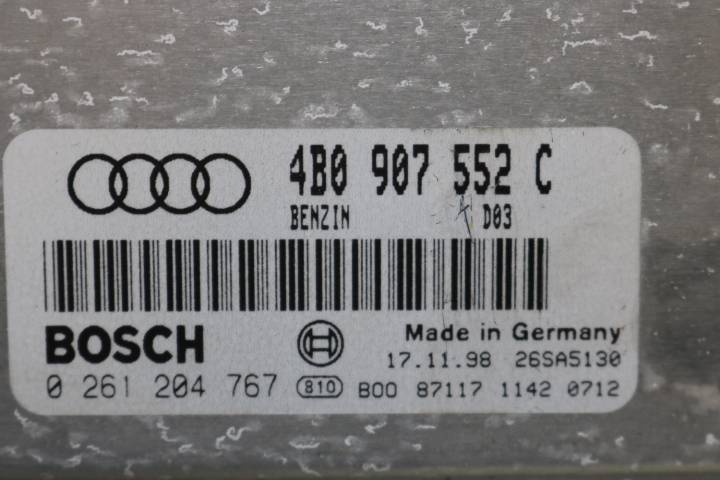 4B0 907 552 C
BENZIN D03
BOSCH
Made in Germany
17.11.98 26SA5130
0 261 204 767 810 B00 87117 1142 0712